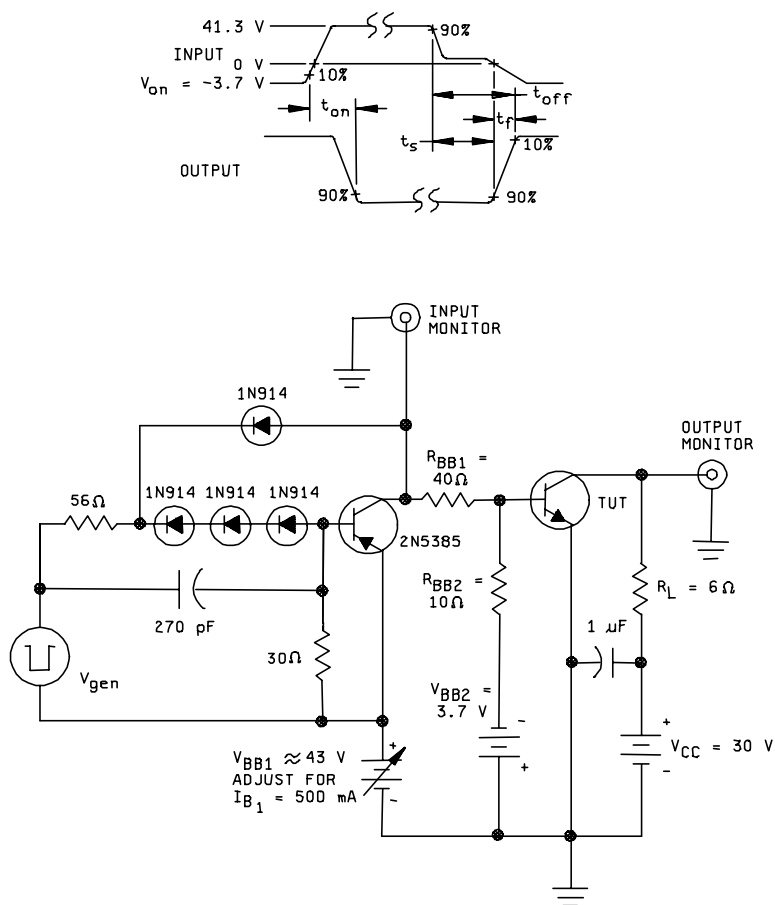 41.3 V
90%
INPUT
0 V
V_on = -3.7 V
10%
t_off
t_on
t_f
t_s
10%
OUTPUT
90%
90%
INPUT
MONITOR
1N914
R_BB1 =
40Ω
OUTPUT
MONITOR
56Ω
1N914 1N914 1N914
TUT
2N5385
R_BB2 =
10Ω
R_L = 6Ω
270 pF
1 µF
30Ω
V_gen
V_BB2 =
3.7 V
-
+
V_BB1 ≈ 43 V
ADJUST FOR
I_B1 = 500 mA
+
-
+
V_CC = 30 V
-